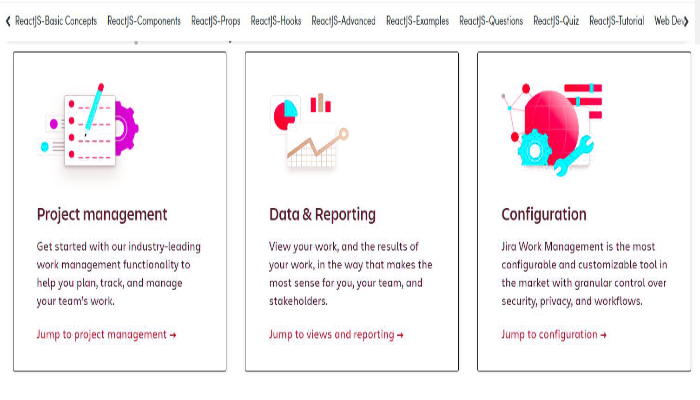 ReactJS-Basic Concepts ReactJS-Components ReactJS-Props ReactJS-Hooks ReactJS-Advanced ReactJS-Examples ReactJS-Questions ReactJS-Quiz ReactJS-Tutorial Web Dev
Project management
Get started with our industry-leading
work management functionality to
help you plan, track, and manage
your team's work.
Jump to project management →
Data & Reporting
View your work, and the results of
your work, in the way that makes the
most sense for you, your team, and
stakeholders.
Jump to views and reporting →
Configuration
Jira Work Management is the most
configurable and customizable tool in
the market with granular control over
security, privacy, and workflows.
Jump to configuration →